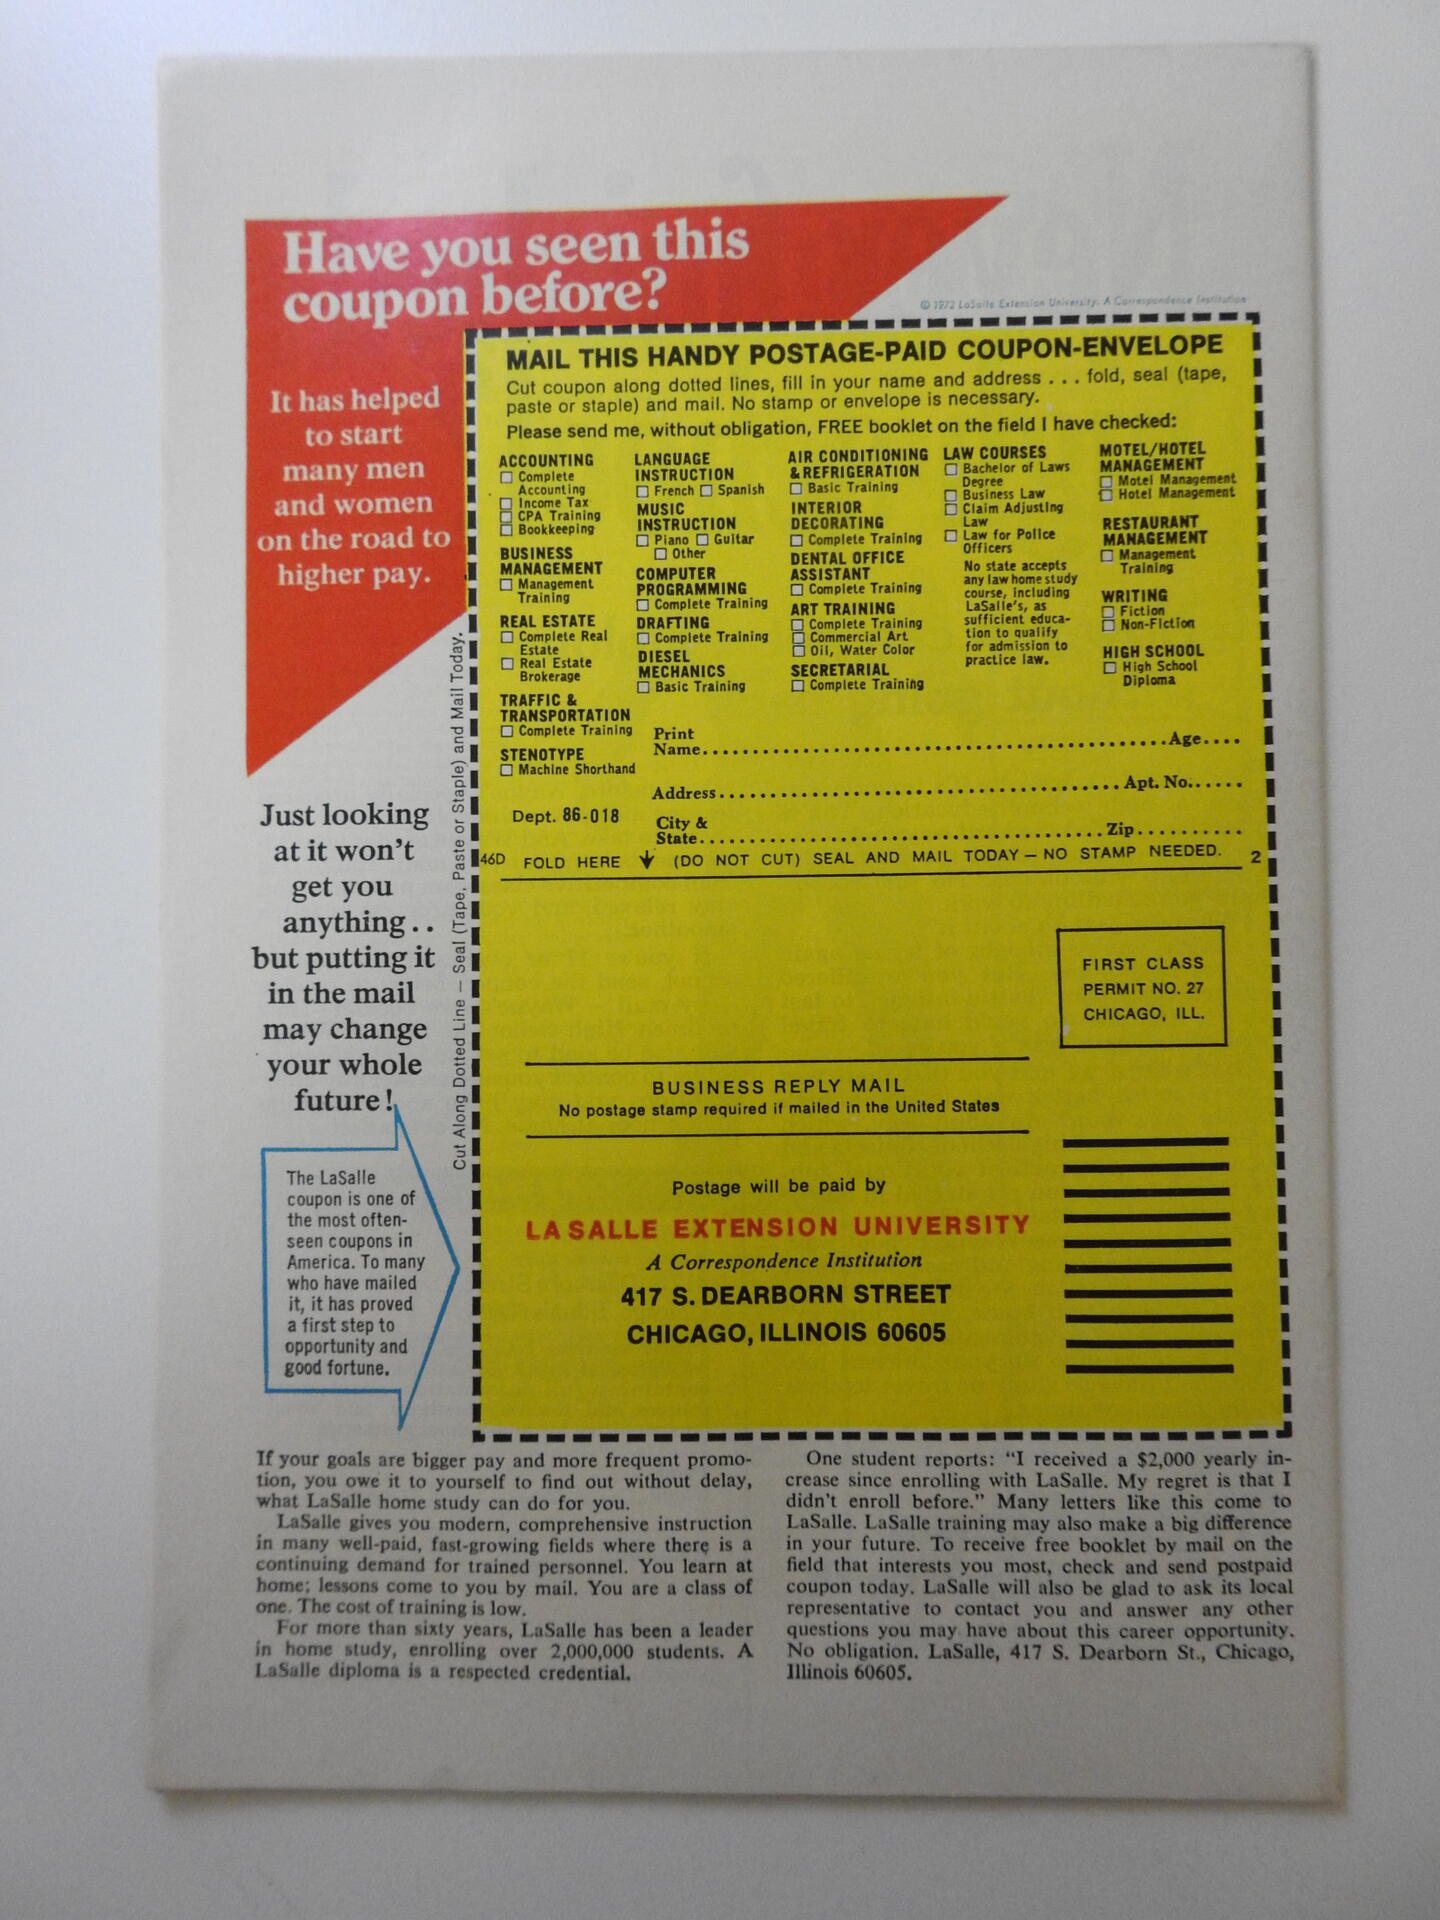 Have you seen this
coupon before?
It has helped
to start
many men
and women
on the road to
higher pay.
Just looking
at it won't
get you
anything..
but putting it
in the mail
may change
your whole
future!
The LaSalle
coupon is one of
the most often-
seen coupons in
America. To many
who have mailed
it, it has proved
a first step to
opportunity and
good fortune.
Cut Along Dotted Line – Seal (Tape, Paste or Staple) and Mail Today.
© 1972 LaSalle Extension University. A Correspondence Institution
MAIL THIS HANDY POSTAGE-PAID COUPON-ENVELOPE
Cut coupon along dotted lines, fill in your name and address . . . fold, seal (tape,
paste or staple) and mail. No stamp or envelope is necessary.
Please send me, without obligation, FREE booklet on the field I have checked:
ACCOUNTING
☐ Complete
Accounting
☐ Income Tax
☐ CPA Training
☐ Bookkeeping
BUSINESS
MANAGEMENT
☐ Management
Training
REAL ESTATE
☐ Complete Real
Estate
☐ Real Estate
Brokerage
TRAFFIC &
TRANSPORTATION
☐ Complete Training
STENOTYPE
☐ Machine Shorthand
LANGUAGE
INSTRUCTION
☐ French ☐ Spanish
MUSIC
INSTRUCTION
☐ Piano ☐ Guitar
☐ Other
COMPUTER
PROGRAMMING
☐ Complete Training
DRAFTING
☐ Complete Training
DIESEL
MECHANICS
☐ Basic Training
AIR CONDITIONING
& REFRIGERATION
☐ Basic Training
INTERIOR
DECORATING
☐ Complete Training
DENTAL OFFICE
ASSISTANT
☐ Complete Training
ART TRAINING
☐ Complete Training
☐ Commercial Art
☐ Oil, Water Color
SECRETARIAL
☐ Complete Training
LAW COURSES
☐ Bachelor of Laws
Degree
☐ Business Law
☐ Claim Adjusting
Law
☐ Law for Police
Officers
No state accepts
any law home study
course, including
LaSalle's, as
sufficient educa-
tion to qualify
for admission to
practice law.
MOTEL/HOTEL
MANAGEMENT
☐ Motel Management
☐ Hotel Management
RESTAURANT
MANAGEMENT
☐ Management
Training
WRITING
☐ Fiction
☐ Non-Fiction
HIGH SCHOOL
☐ High School
Diploma
Print
Name..........Age....
Address..........Apt. No......
Dept. 86-018
City &
State..........Zip..........
46D FOLD HERE ↓ (DO NOT CUT) SEAL AND MAIL TODAY – NO STAMP NEEDED. 2
FIRST CLASS
PERMIT NO. 27
CHICAGO, ILL.
BUSINESS REPLY MAIL
No postage stamp required if mailed in the United States
Postage will be paid by
LA SALLE EXTENSION UNIVERSITY
A Correspondence Institution
417 S. DEARBORN STREET
CHICAGO, ILLINOIS 60605
If your goals are bigger pay and more frequent promo-
tion, you owe it to yourself to find out without delay,
what LaSalle home study can do for you.
LaSalle gives you modern, comprehensive instruction
in many well-paid, fast-growing fields where there is a
continuing demand for trained personnel. You learn at
home; lessons come to you by mail. You are a class of
one. The cost of training is low.
For more than sixty years, LaSalle has been a leader
in home study, enrolling over 2,000,000 students. A
LaSalle diploma is a respected credential.
One student reports: "I received a $2,000 yearly in-
crease since enrolling with LaSalle. My regret is that I
didn't enroll before." Many letters like this come to
LaSalle. LaSalle training may also make a big difference
in your future. To receive free booklet by mail on the
field that interests you most, check and send postpaid
coupon today. LaSalle will also be glad to ask its local
representative to contact you and answer any other
questions you may have about this career opportunity.
No obligation. LaSalle, 417 S. Dearborn St., Chicago,
Illinois 60605.